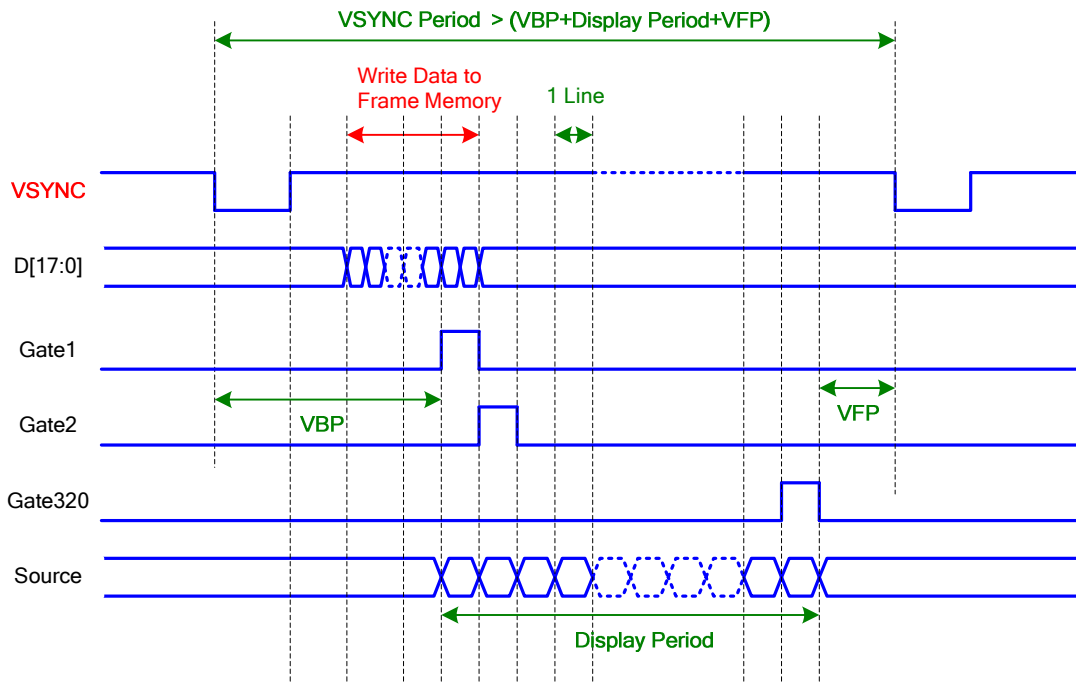 VSYNC Period > (VBP+Display Period+VFP)
Write Data to
Frame Memory
1 Line
VSYNC
D[17:0]
Gate1
VBP
VFP
Gate2
Gate320
Source
Display Period